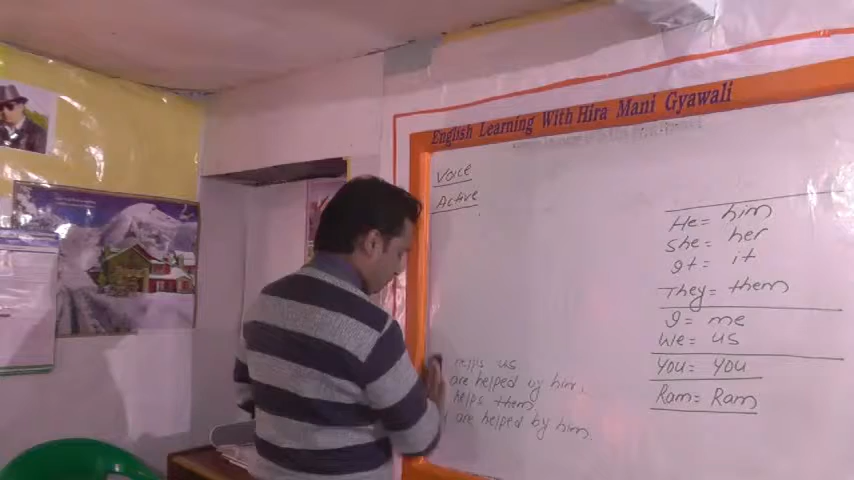 English Learning With Hira Mani Gyawali
Voice
Active
helps us
are helped by him.
helps them
are helped by him.
He = him
She = her
It = it
They = them
I = me
We = us
You = You
Ram = Ram